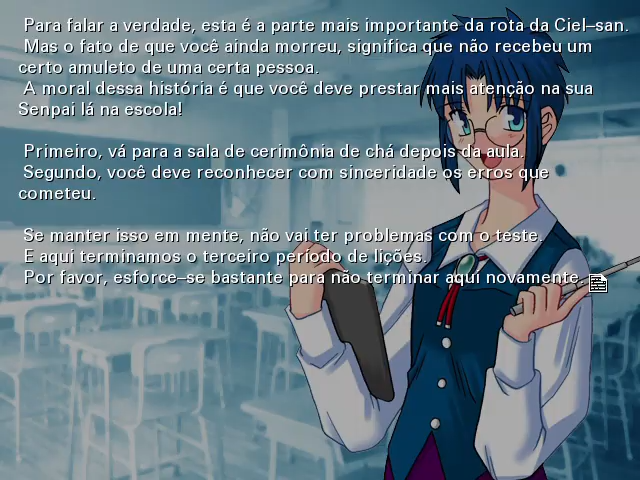 Para falar a verdade, esta é a parte mais importante da rota da Ciel–san.
Mas o fato de que você ainda morreu, significa que não recebeu um
certo amuleto de uma certa pessoa.
A moral dessa história é que você deve prestar mais atenção na sua
Senpai lá na escola!
Primeiro, vá para a sala de cerimônia de chá depois da aula.
Segundo, você deve reconhecer com sinceridade os erros que
cometeu.
Se manter isso em mente, não vai ter problemas com o teste.
E aqui terminamos o terceiro período de lições.
Por favor, esforce–se bastante para não terminar aqui novamente.